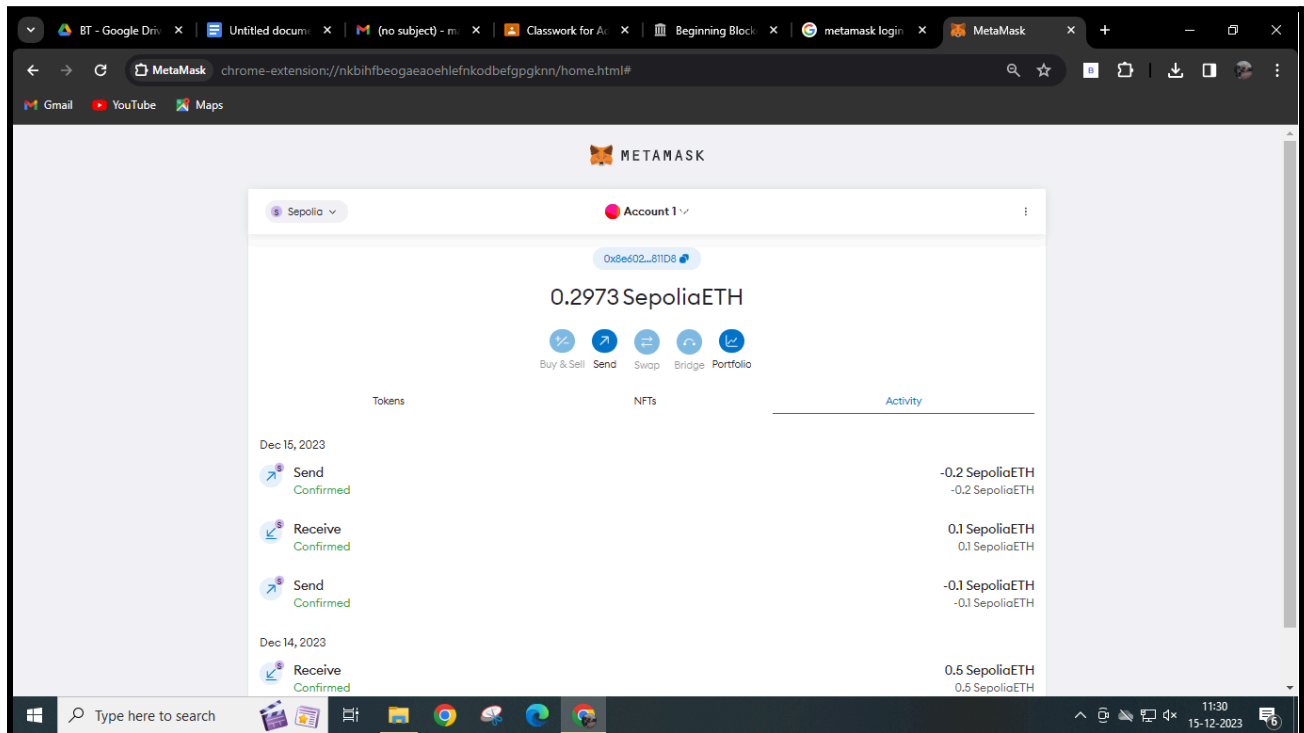 BT - Google Driv
Untitled docume
(no subject) - m
Classwork for Ac
Beginning Block
metamask login
MetaMask
MetaMask chrome-extension://nkbihfbeogaeaoehlefnkodbefgpgknn/home.html#
B
Gmail YouTube Maps
METAMASK
S Sepolia Account 1
0x8e602...811D8
0.2973 SepoliaETH
Buy & Sell Send Swap Bridge Portfolio
Tokens NFTs Activity
Dec 15, 2023
S Send -0.2 SepoliaETH
Confirmed -0.2 SepoliaETH
S Receive 0.1 SepoliaETH
Confirmed 0.1 SepoliaETH
S Send -0.1 SepoliaETH
Confirmed -0.1 SepoliaETH
Dec 14, 2023
S Receive 0.5 SepoliaETH
Confirmed 0.5 SepoliaETH
Type here to search 11:30
15-12-2023 6